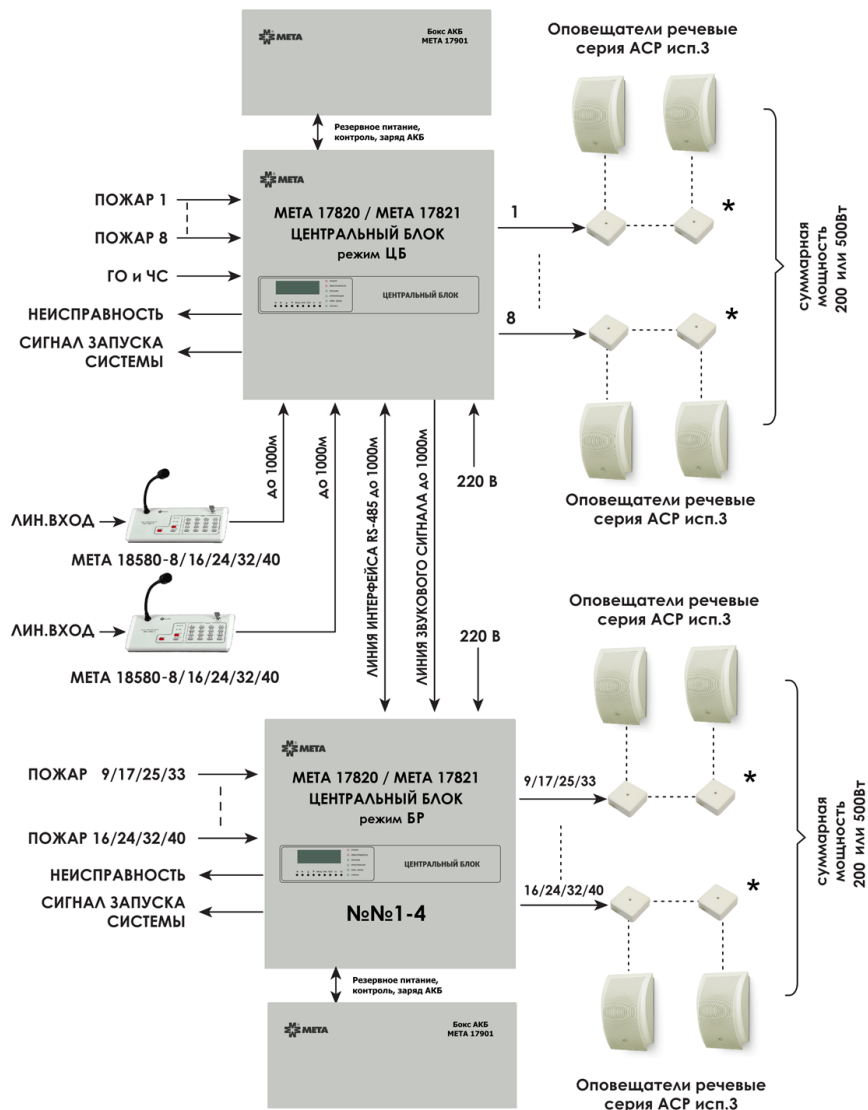 META
Бокс АКБ
МЕТА 17901
Оповещатели речевые
серия АСР исп.3
Резервное питание,
контроль, заряд АКБ
META
МЕТА 17820 / МЕТА 17821
ЦЕНТРАЛЬНЫЙ БЛОК
режим ЦБ
ЦЕНТРАЛЬНЫЙ БЛОК
ПОЖАР 1
ПОЖАР 8
ГО и ЧС
НЕИСПРАВНОСТЬ
СИГНАЛ ЗАПУСКА
СИСТЕМЫ
1
*
8
*
суммарная
мощность
200 или 500Вт
до 1000м
до 1000м
ЛИНИЯ ИНТЕРФЕЙСА RS-485 до 1000м
ЛИНИЯ ЗВУКОВОГО СИГНАЛА до 1000м
220 В
Оповещатели речевые
серия АСР исп.3
ЛИН.ВХОД
МЕТА 18580-8/16/24/32/40
ЛИН.ВХОД
МЕТА 18580-8/16/24/32/40
220 В
Оповещатели речевые
серия АСР исп.3
META
МЕТА 17820 / МЕТА 17821
ЦЕНТРАЛЬНЫЙ БЛОК
режим БР
ЦЕНТРАЛЬНЫЙ БЛОК
№№1-4
ПОЖАР 9/17/25/33
ПОЖАР 16/24/32/40
НЕИСПРАВНОСТЬ
СИГНАЛ ЗАПУСКА
СИСТЕМЫ
9/17/25/33
*
16/24/32/40
*
суммарная
мощность
200 или 500Вт
Резервное питание,
контроль, заряд АКБ
META
Бокс АКБ
МЕТА 17901
Оповещатели речевые
серия АСР исп.3